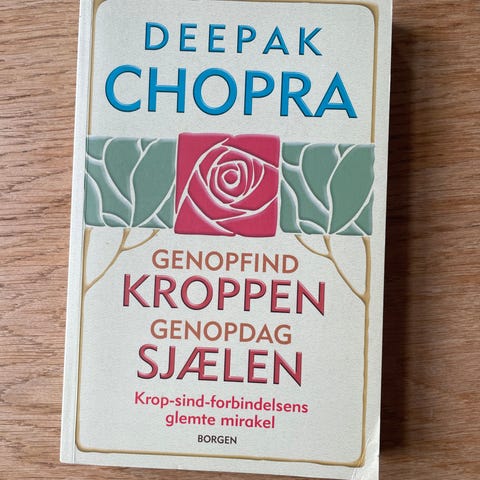 DEEPAK
CHOPRA
GENOPFIND
KROPPEN
GENOPDAG
SJÆLEN
Krop-sind-forbindelsens
glemte mirakel
BORGEN